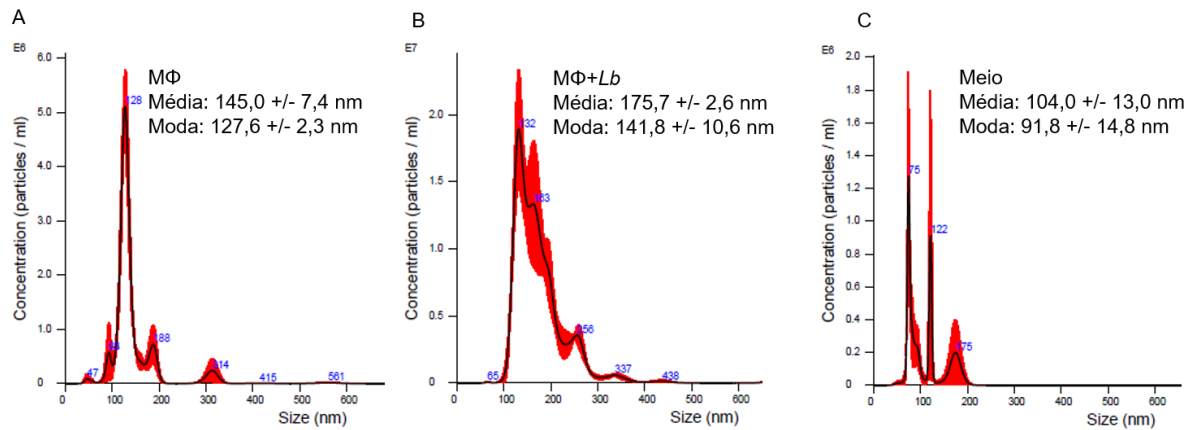 A
E6
6.0
5.0
4.0
3.0
2.0
1.0
0
Concentration (particles / ml)
MΦ
Média: 145,0 +/- 7,4 nm
Moda: 127,6 +/- 2,3 nm
128
47
188
314
415
561
0
100
200
300
400
500
600
Size (nm)
B
E7
2.0
1.5
1.0
0.5
0
Concentration (particles / ml)
MΦ+Lb
Média: 175,7 +/- 2,6 nm
Moda: 141,8 +/- 10,6 nm
132
163
65
256
337
438
0
100
200
300
400
500
600
Size (nm)
C
E6
2.0
1.8
1.6
1.4
1.2
1.0
0.8
0.6
0.4
0.2
0
Concentration (particles / ml)
Meio
Média: 104,0 +/- 13,0 nm
Moda: 91,8 +/- 14,8 nm
75
122
175
0
100
200
300
400
500
600
Size (nm)